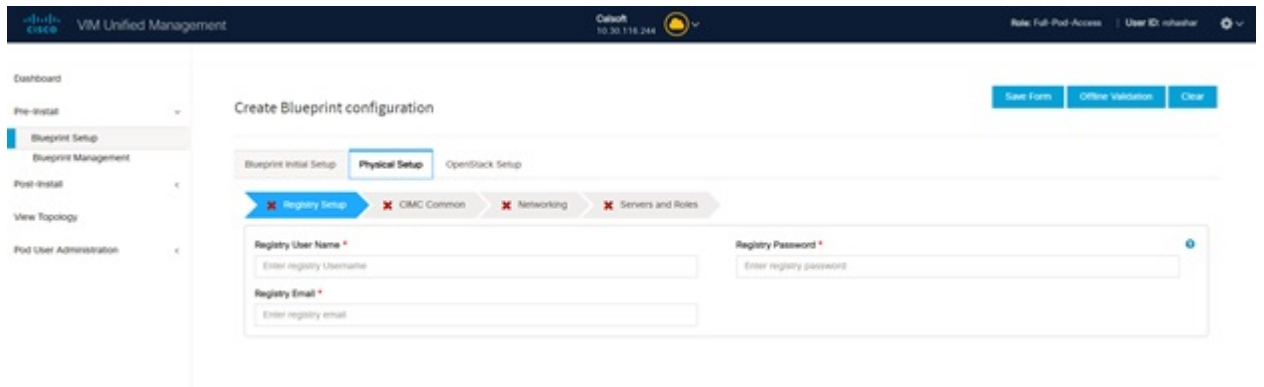 CISCO VIM Unified Management
Calsoft
10.30.116.244
Role: Full-Pod-Access | User ID: rohashar
Dashboard
Pre-Install
Blueprint Setup
Blueprint Management
Post-Install
View Topology
Pod User Administration
Create Blueprint configuration
Save Form Offline Validation Clear
Blueprint Initial Setup Physical Setup OpenStack Setup
Registry Setup CIMC Common Networking Servers and Roles
Registry User Name *
Enter registry Username
Registry Password *
Enter registry password
Registry Email *
Enter registry email